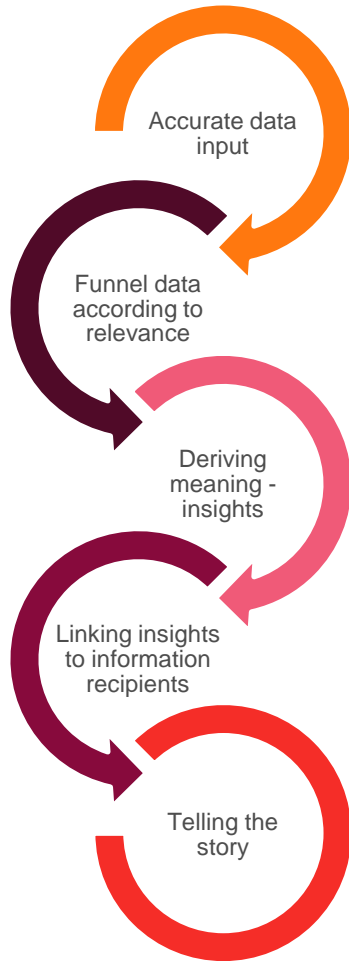 Accurate data
input
Funnel data
according to
relevance
Deriving
meaning -
insights
Linking insights
to information
recipients
Telling the
story